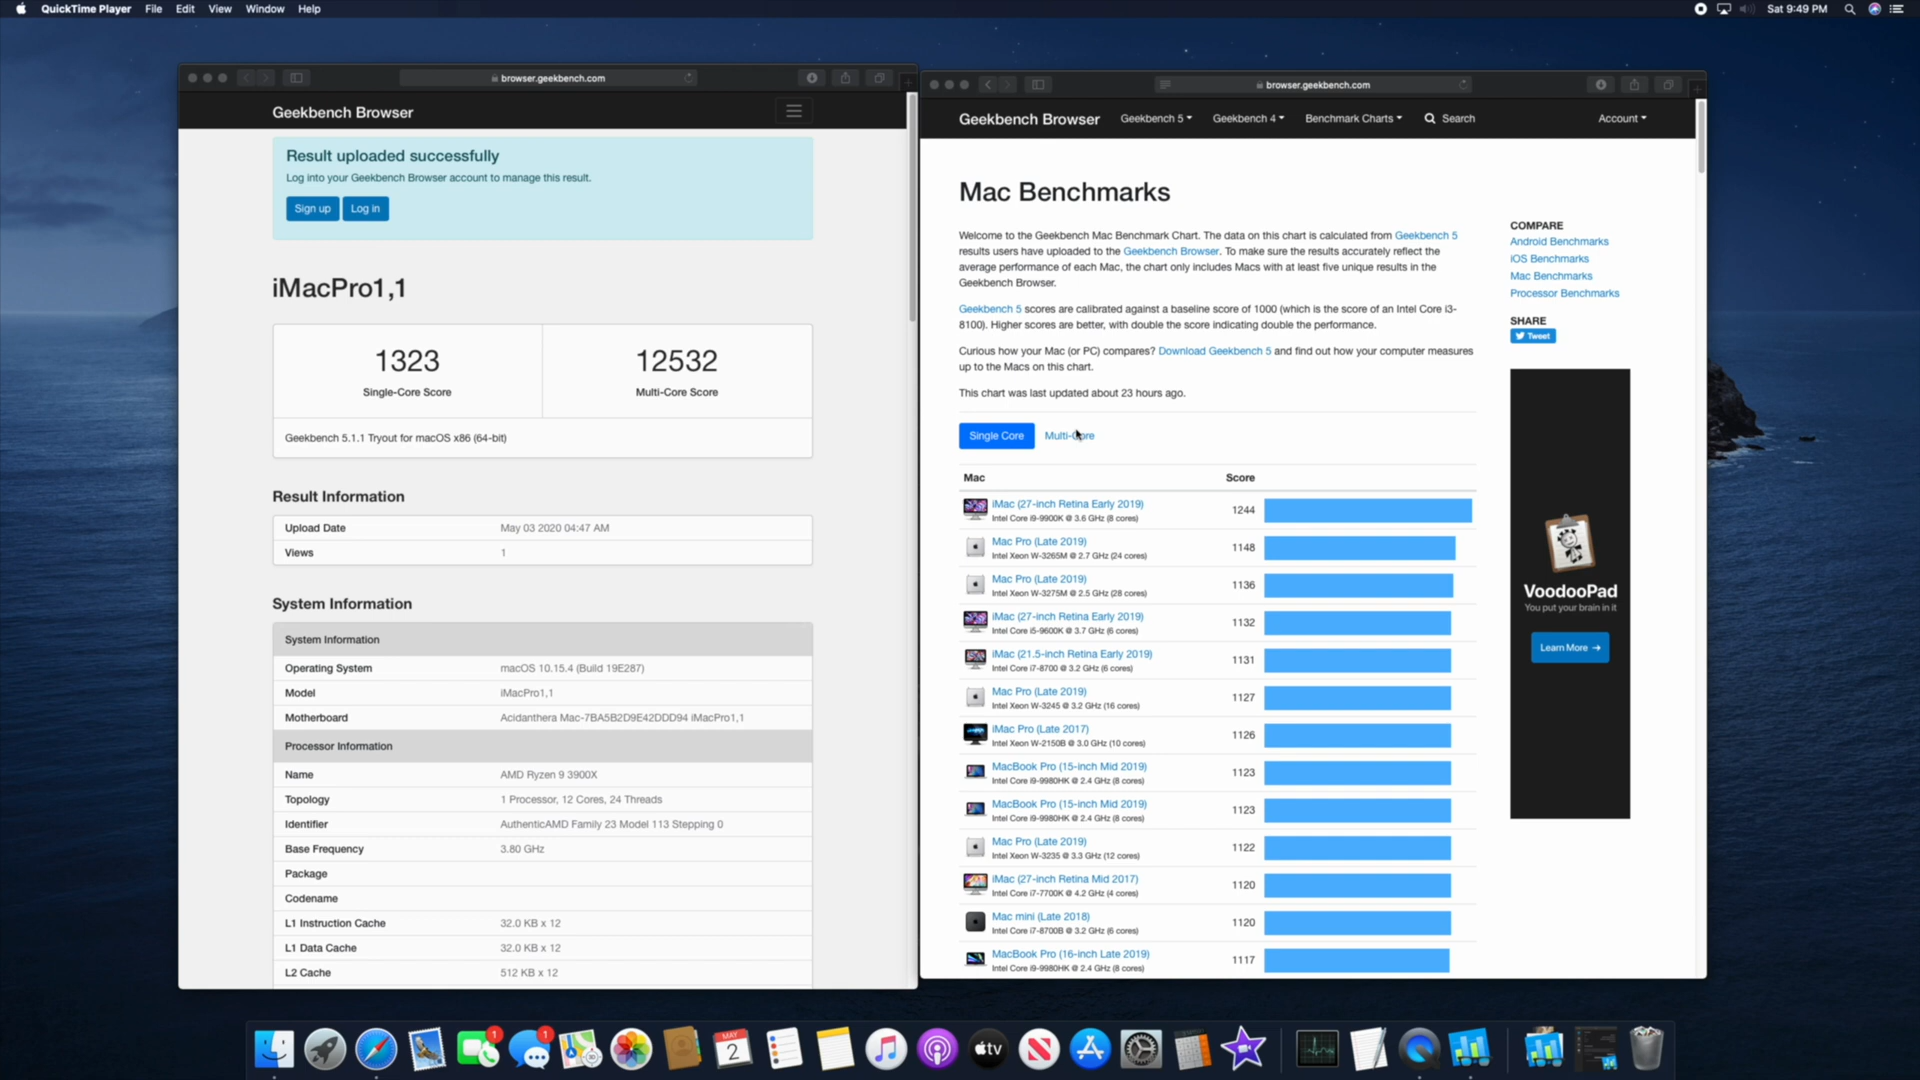 QuickTime Player File Edit View Window Help
Sat 9:49 PM
browser.geekbench.com
Geekbench Browser
Result uploaded successfully
Log into your Geekbench Browser account to manage this result.
Sign up Log in
iMacPro1,1
1323 12532
Single-Core Score Multi-Core Score
Geekbench 5.1.1 Tryout for macOS x86 (64-bit)
Result Information
Upload Date May 03 2020 04:47 AM
Views 1
System Information
System Information
Operating System macOS 10.15.4 (Build 19E287)
Model iMacPro1,1
Motherboard Acidanthera Mac-7BA5B2D9E42DDD94 iMacPro1,1
Processor Information
Name AMD Ryzen 9 3900X
Topology 1 Processor, 12 Cores, 24 Threads
Identifier AuthenticAMD Family 23 Model 113 Stepping 0
Base Frequency 3.80 GHz
Package
Codename
L1 Instruction Cache 32.0 KB x 12
L1 Data Cache 32.0 KB x 12
L2 Cache 512 KB x 12
browser.geekbench.com
Geekbench Browser Geekbench 5 Geekbench 4 Benchmark Charts Search Account
Mac Benchmarks
Welcome to the Geekbench Mac Benchmark Chart. The data on this chart is calculated from Geekbench 5
results users have uploaded to the Geekbench Browser. To make sure the results accurately reflect the
average performance of each Mac, the chart only includes Macs with at least five unique results in the
Geekbench Browser.
Geekbench 5 scores are calibrated against a baseline score of 1000 (which is the score of an Intel Core i3-
8100). Higher scores are better, with double the score indicating double the performance.
Curious how your Mac (or PC) compares? Download Geekbench 5 and find out how your computer measures
up to the Macs on this chart.
This chart was last updated about 23 hours ago.
Single Core Multi-Core
Mac Score
iMac (27-inch Retina Early 2019)
Intel Core i9-9900K @ 3.6 GHz (8 cores)
1244
Mac Pro (Late 2019)
Intel Xeon W-3265M @ 2.7 GHz (24 cores)
1148
Mac Pro (Late 2019)
Intel Xeon W-3275M @ 2.5 GHz (28 cores)
1136
iMac (27-inch Retina Early 2019)
Intel Core i5-9600K @ 3.7 GHz (6 cores)
1132
iMac (21.5-inch Retina Early 2019)
Intel Core i7-8700 @ 3.2 GHz (6 cores)
1131
Mac Pro (Late 2019)
Intel Xeon W-3245 @ 3.2 GHz (16 cores)
1127
iMac Pro (Late 2017)
Intel Xeon W-2150B @ 3.0 GHz (10 cores)
1126
MacBook Pro (15-inch Mid 2019)
Intel Core i9-9980HK @ 2.4 GHz (8 cores)
1123
MacBook Pro (15-inch Mid 2019)
Intel Core i9-9980HK @ 2.4 GHz (8 cores)
1123
Mac Pro (Late 2019)
Intel Xeon W-3235 @ 3.3 GHz (12 cores)
1122
iMac (27-inch Retina Mid 2017)
Intel Core i7-7700K @ 4.2 GHz (4 cores)
1120
Mac mini (Late 2018)
Intel Core i7-8700B @ 3.2 GHz (6 cores)
1120
MacBook Pro (16-inch Late 2019)
Intel Core i9-9980HK @ 2.4 GHz (8 cores)
1117
COMPARE
Android Benchmarks
iOS Benchmarks
Mac Benchmarks
Processor Benchmarks
SHARE
Tweet
VoodooPad
You put your brain in it
Learn More →
1
1
MAY
2
tv